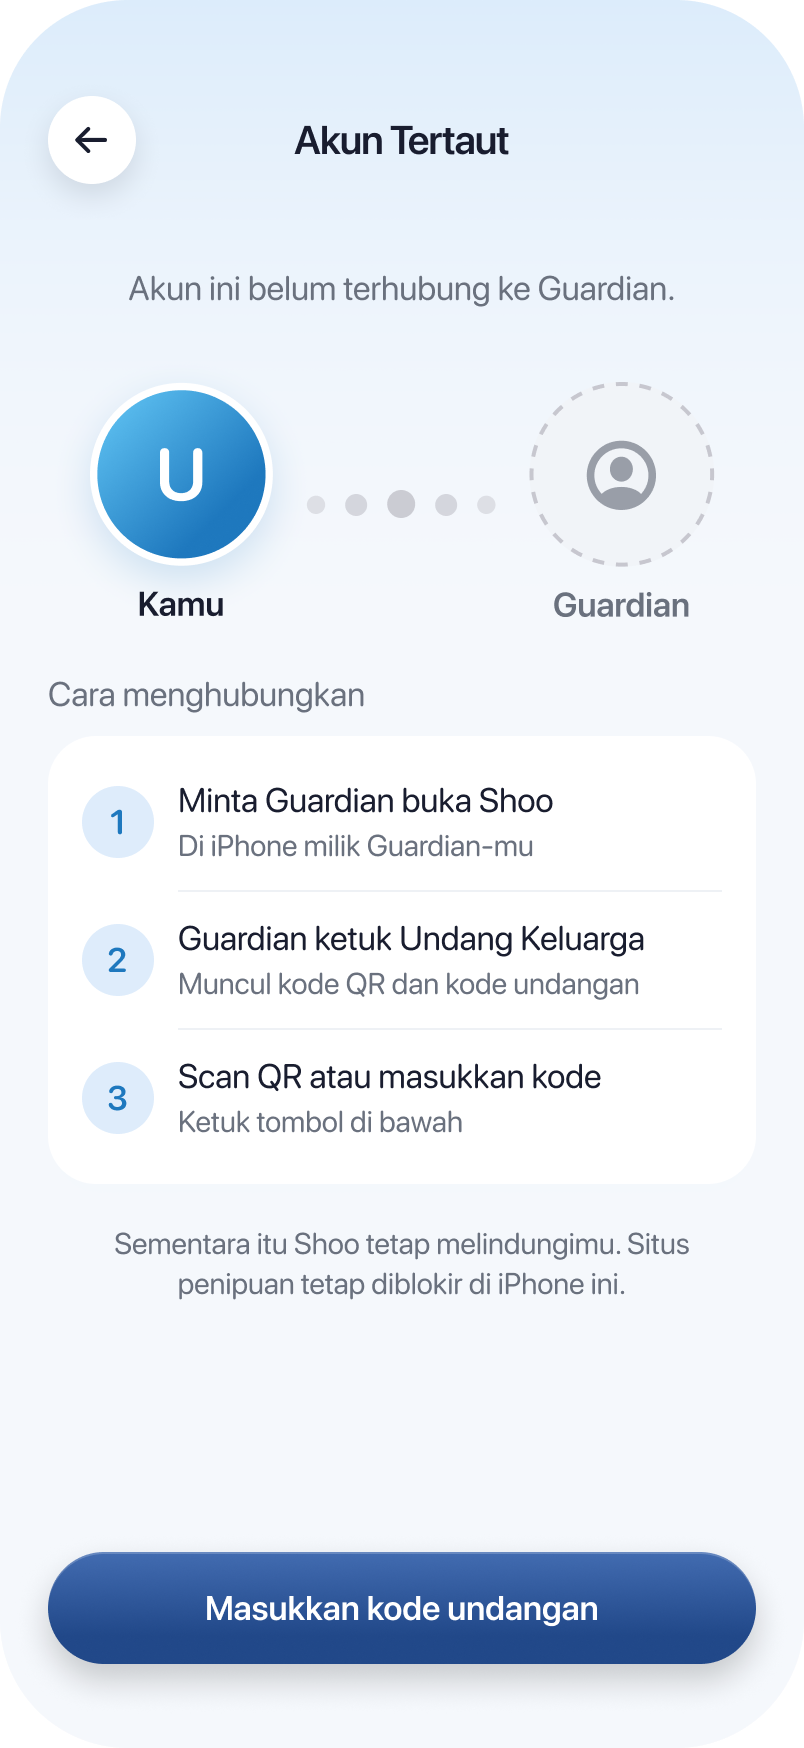 Akun Tertaut
Akun ini belum terhubung ke Guardian.
U
Kamu
Guardian
Cara menghubungkan
1
Minta Guardian buka Shoo
Di iPhone milik Guardian-mu
2
Guardian ketuk Undang Keluarga
Muncul kode QR dan kode undangan
3
Scan QR atau masukkan kode
Ketuk tombol di bawah
Sementara itu Shoo tetap melindungimu. Situs
penipuan tetap diblokir di iPhone ini.
Masukkan kode undangan